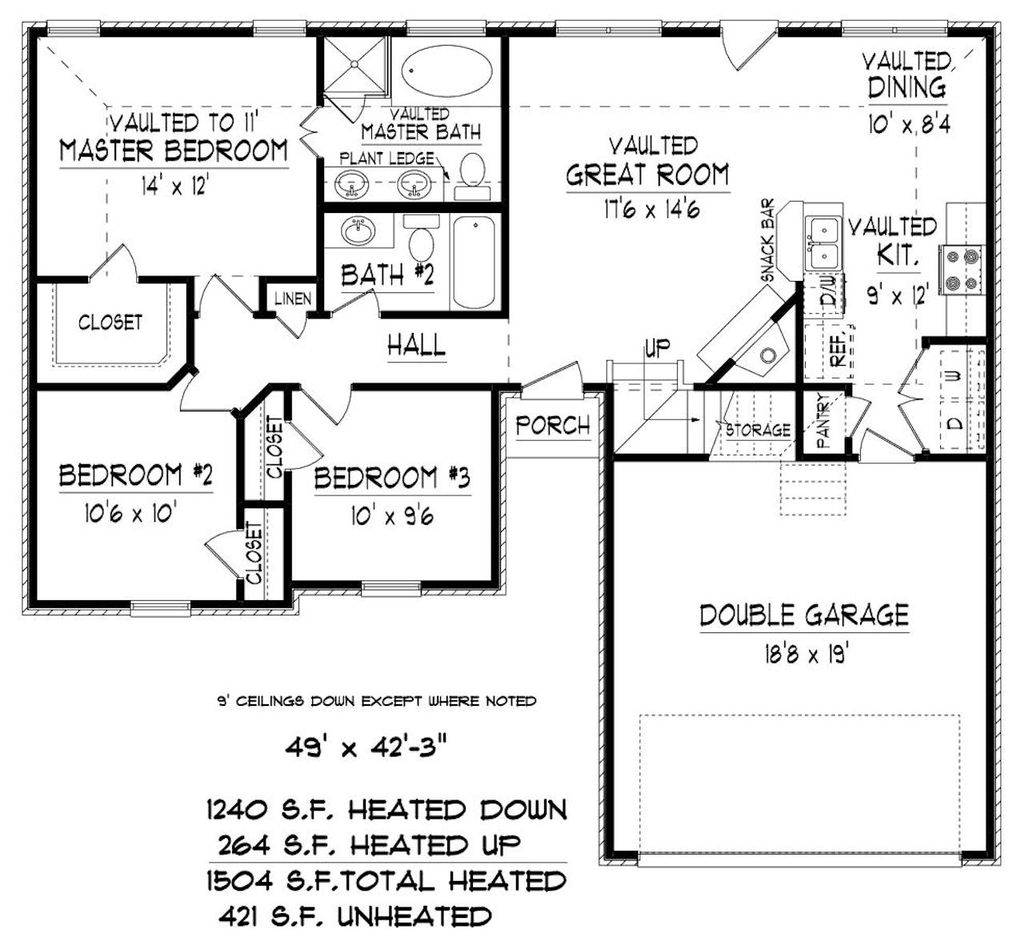 VAULTED TO 11'
MASTER BEDROOM
14' x 12'
VAULTED
MASTER BATH
PLANT LEDGE
VAULTED
GREAT ROOM
17'6 x 14'6
VAULTED
DINING
10' x 8'4
SNACK BAR
VAULTED
KIT.
9' x 12'
D/W
REF.
BATH #2
LINEN
CLOSET
HALL
UP
PORCH
STORAGE
PANTRY
W
D
BEDROOM #2
10'6 x 10'
CLOSET
CLOSET
BEDROOM #3
10' x 9'6
DOUBLE GARAGE
18'8 x 19'
9' CEILINGS DOWN EXCEPT WHERE NOTED
49' x 42'-3"
1240 S.F. HEATED DOWN
264 S.F. HEATED UP
1504 S.F.TOTAL HEATED
421 S.F. UNHEATED